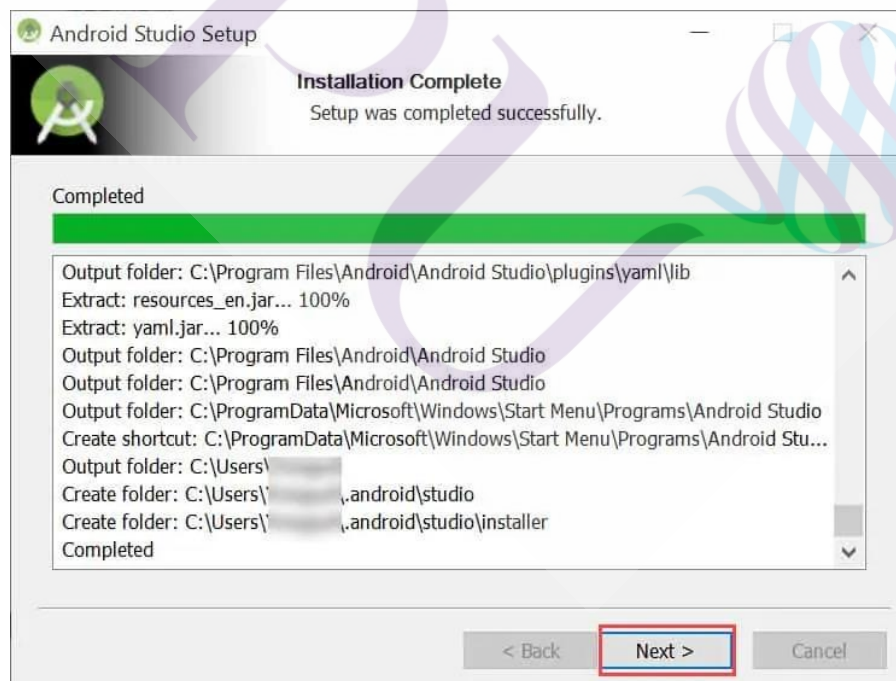 Android Studio Setup
Installation Complete
Setup was completed successfully.
Completed
Output folder: C:\Program Files\Android\Android Studio\plugins\yaml\lib
Extract: resources_en.jar... 100%
Extract: yaml.jar... 100%
Output folder: C:\Program Files\Android\Android Studio
Output folder: C:\Program Files\Android\Android Studio
Output folder: C:\ProgramData\Microsoft\Windows\Start Menu\Programs\Android Studio
Create shortcut: C:\ProgramData\Microsoft\Windows\Start Menu\Programs\Android Stu...
Output folder: C:\Users\
Create folder: C:\Users\ \.android\studio
Create folder: C:\Users\ \.android\studio\installer
Completed
< Back Next > Cancel